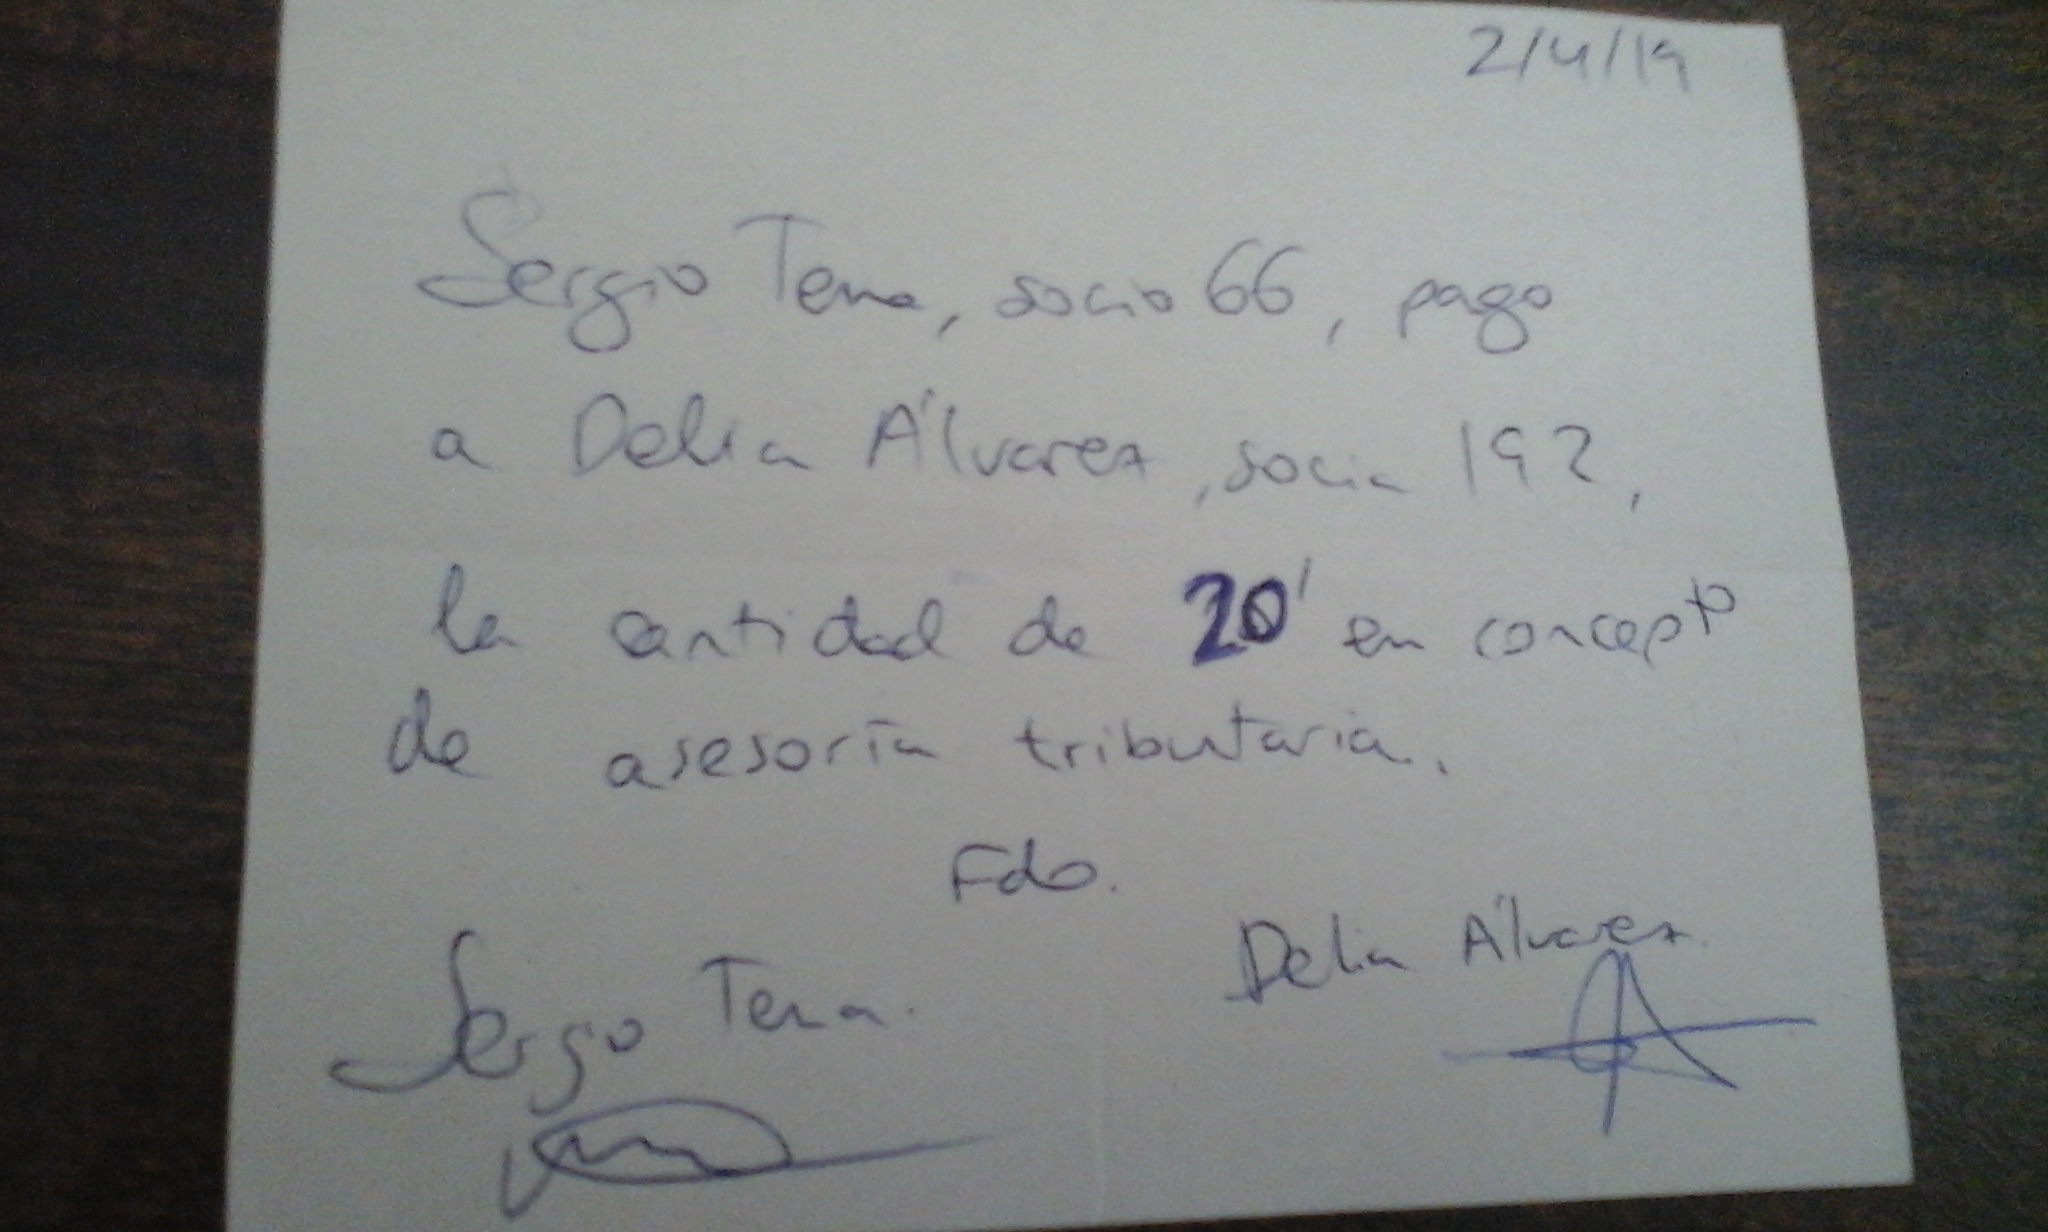 2/4/19
Sergio Tena, socio 66, pago
a Delia Álvarez, socia 192,
la cantidad de 20' en concepto
de asesoría tributaria.
Fdo.
Sergio Tena.
Delia Álvarez.